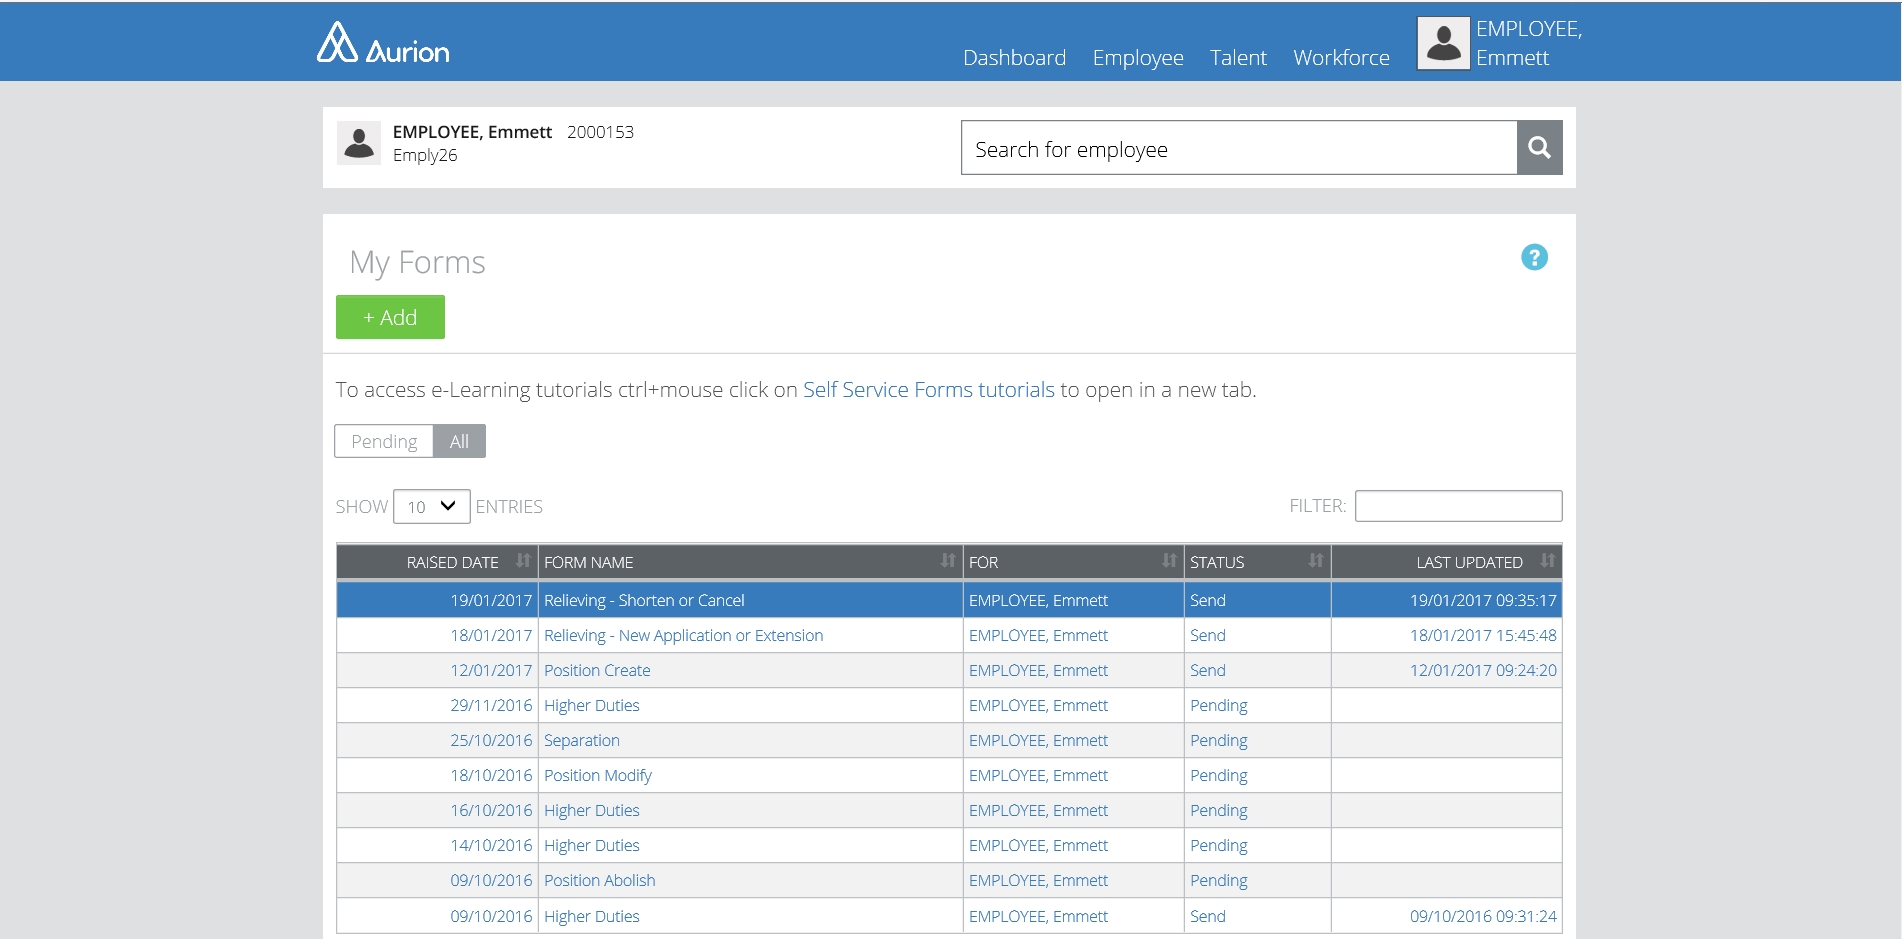 Aurion
Dashboard Employee Talent Workforce
EMPLOYEE,
Emmett
EMPLOYEE, Emmett 2000153
Emply26
Search for employee
My Forms
?
+ Add
To access e-Learning tutorials ctrl+mouse click on Self Service Forms tutorials to open in a new tab.
Pending All
SHOW 10 ENTRIES
FILTER:
RAISED DATE FORM NAME FOR STATUS LAST UPDATED
19/01/2017 Relieving - Shorten or Cancel EMPLOYEE, Emmett Send 19/01/2017 09:35:17
18/01/2017 Relieving - New Application or Extension EMPLOYEE, Emmett Send 18/01/2017 15:45:48
12/01/2017 Position Create EMPLOYEE, Emmett Send 12/01/2017 09:24:20
29/11/2016 Higher Duties EMPLOYEE, Emmett Pending
25/10/2016 Separation EMPLOYEE, Emmett Pending
18/10/2016 Position Modify EMPLOYEE, Emmett Pending
16/10/2016 Higher Duties EMPLOYEE, Emmett Pending
14/10/2016 Higher Duties EMPLOYEE, Emmett Pending
09/10/2016 Position Abolish EMPLOYEE, Emmett Pending
09/10/2016 Higher Duties EMPLOYEE, Emmett Send 09/10/2016 09:31:24